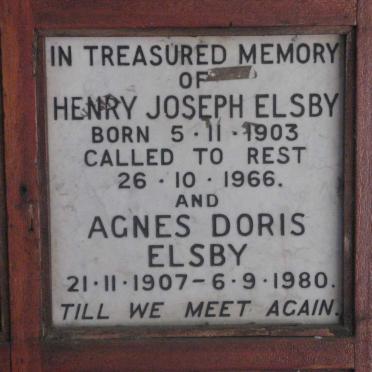 IN TREASURED MEMORY
OF
HENRY JOSEPH ELSBY
BORN 5·11·1903
CALLED TO REST
26·10·1966.
AND
AGNES DORIS
ELSBY
21·11·1907–6·9·1980.
TILL WE MEET AGAIN.